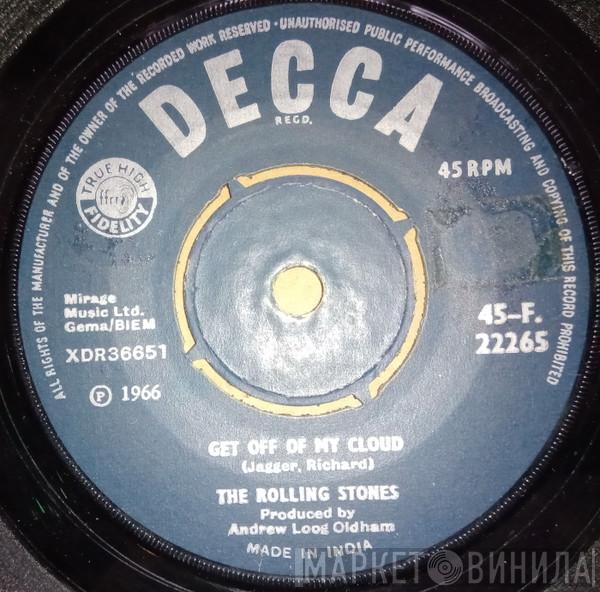 ALL RIGHTS OF THE MANUFACTURER AND OF THE OWNER OF THE RECORDED WORK RESERVED · UNAUTHORISED PUBLIC PERFORMANCE BROADCASTING AND COPYING OF THIS RECORD PROHIBITED
DECCA
REGD.
TRUE HIGH
ffrr
FIDELITY
45 RPM
Mirage
Music Ltd.
Gema/BIEM
XDR36651
Ⓟ 1966
45–F.
22265
GET OFF OF MY CLOUD
(Jagger, Richard)
THE ROLLING STONES
Produced by
Andrew Loog Oldham
MADE IN INDIA
МАРКЕТ ВИНИЛА